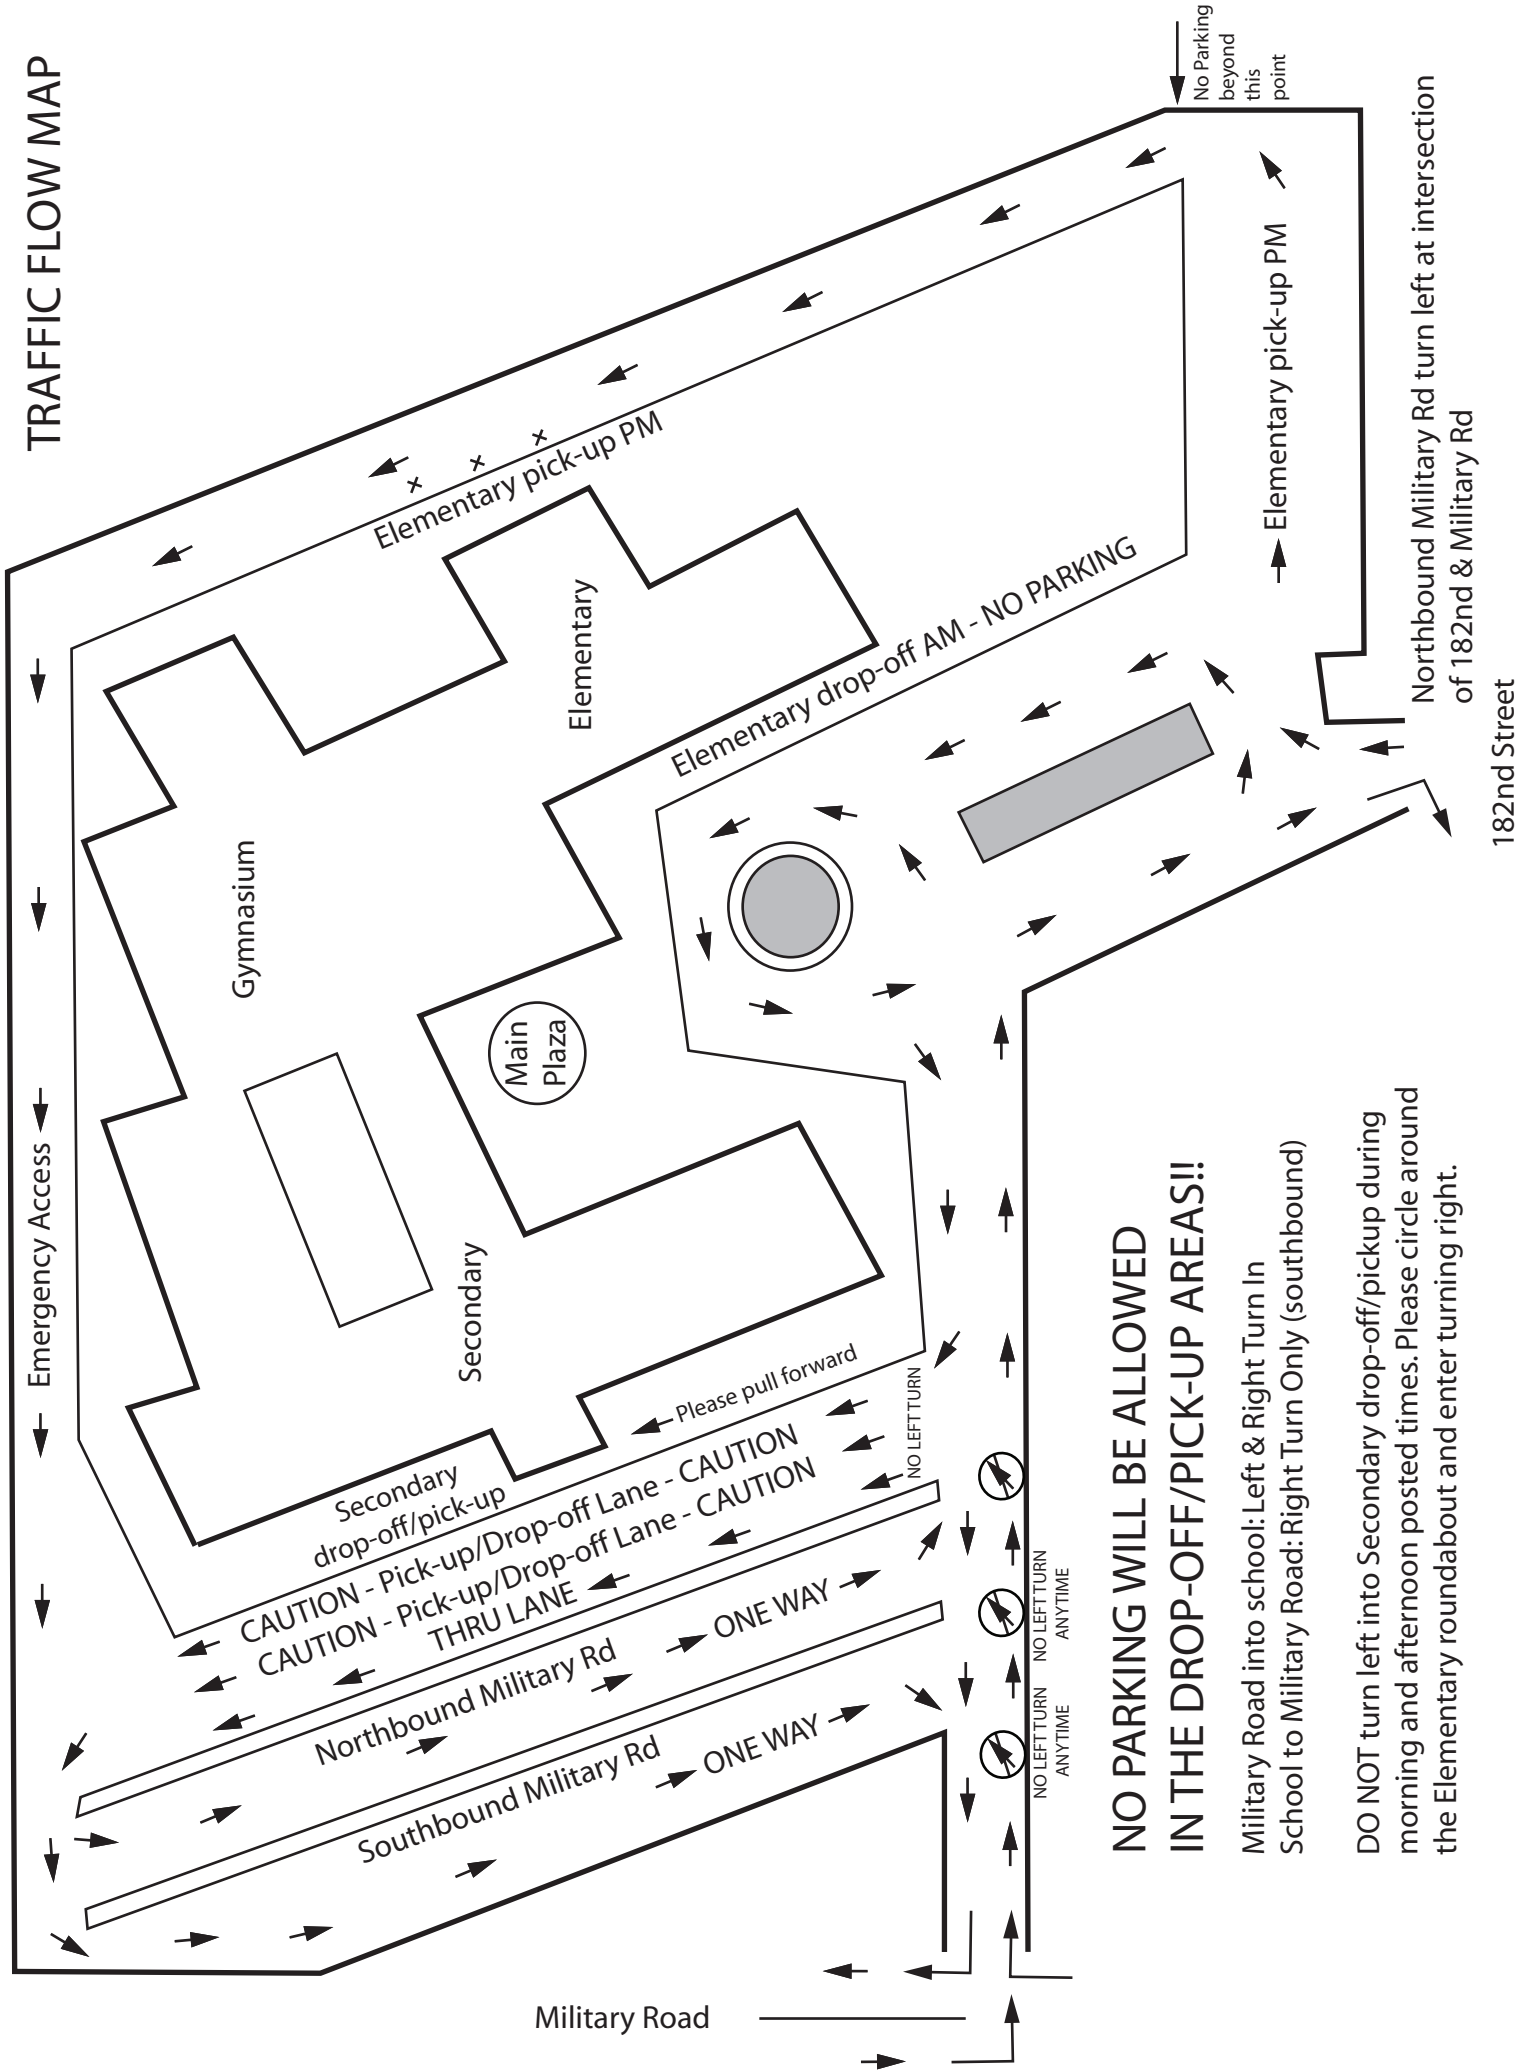 TRAFFIC FLOW MAP
Emergency Access
Gymnasium
Elementary
Secondary
Main
Plaza
Elementary pick-up PM
Elementary drop-off AM - NO PARKING
Elementary pick-up PM
No Parking
beyond
this
point
Secondary
drop-off/pick-up
Please pull forward
CAUTION - Pick-up/Drop-off Lane - CAUTION
CAUTION - Pick-up/Drop-off Lane - CAUTION
THRU LANE
NO LEFT TURN
Northbound Military Rd
ONE WAY
Southbound Military Rd
ONE WAY
NO LEFT TURN
ANYTIME
NO LEFT TURN
ANYTIME
Military Road
NO PARKING WILL BE ALLOWED
IN THE DROP-OFF/PICK-UP AREAS!!
Military Road into school: Left & Right Turn In
School to Military Road: Right Turn Only (southbound)
DO NOT turn left into Secondary drop-off/pickup during
morning and afternoon posted times. Please circle around
the Elementary roundabout and enter turning right.
Northbound Military Rd turn left at intersection
of 182nd & Military Rd
182nd Street